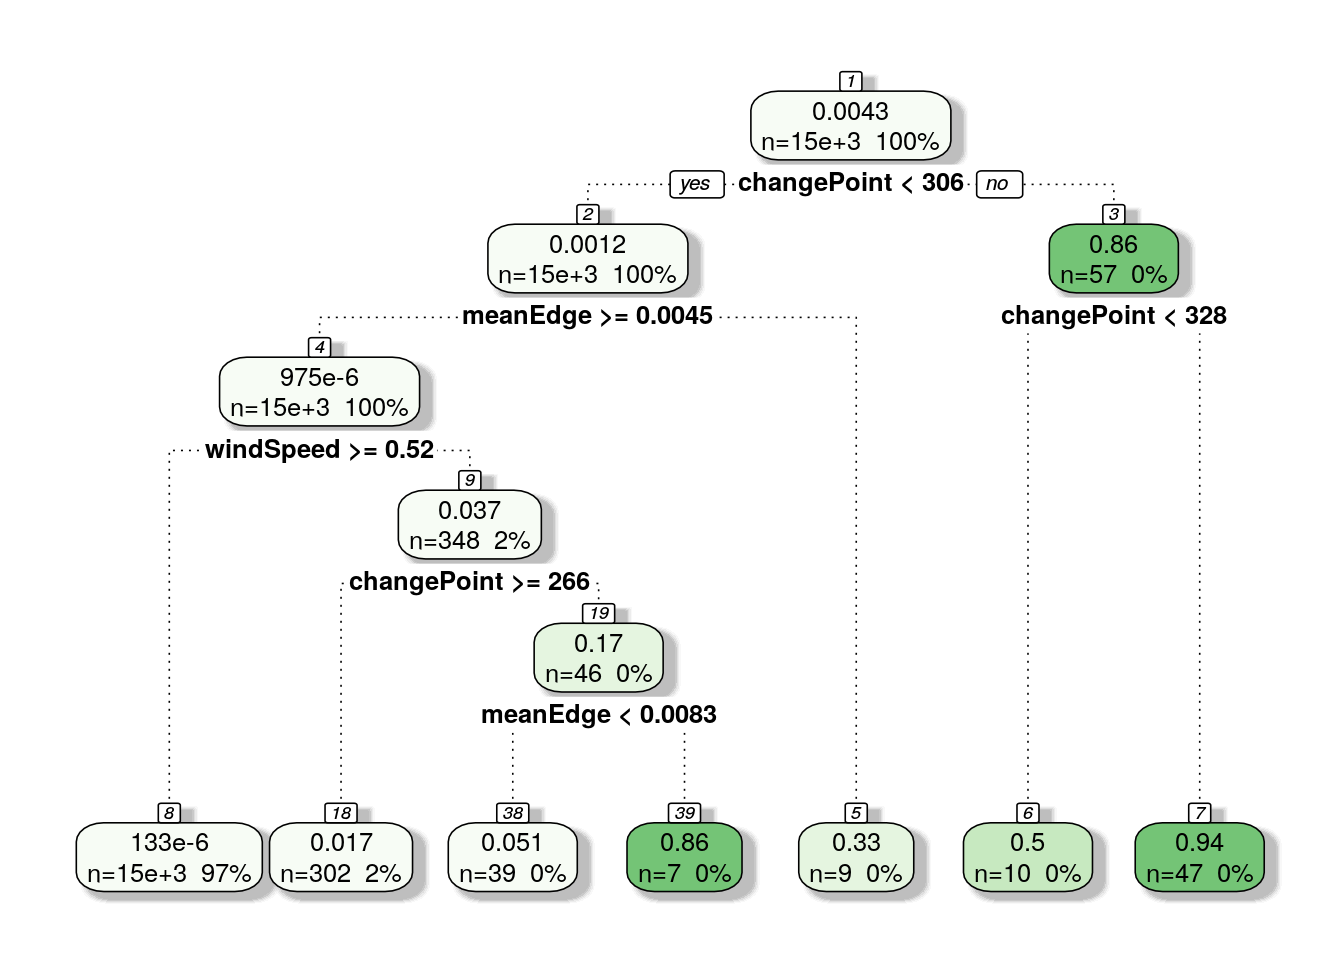 1
0.0043
n=15e+3 100%
yes changePoint < 306 no
2
0.0012
n=15e+3 100%
3
0.86
n=57 0%
meanEdge >= 0.0045
changePoint < 328
4
975e-6
n=15e+3 100%
windSpeed >= 0.52
9
0.037
n=348 2%
changePoint >= 266
19
0.17
n=46 0%
meanEdge < 0.0083
8
133e-6
n=15e+3 97%
18
0.017
n=302 2%
38
0.051
n=39 0%
39
0.86
n=7 0%
5
0.33
n=9 0%
6
0.5
n=10 0%
7
0.94
n=47 0%